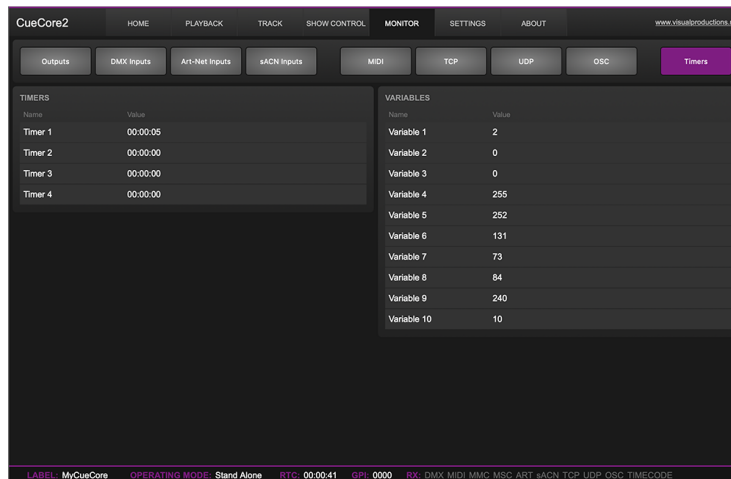 CueCore2 HOME PLAYBACK TRACK SHOW CONTROL MONITOR SETTINGS ABOUT www.visualproductions.
Outputs DMX Inputs Art-Net Inputs sACN Inputs MIDI TCP UDP OSC Timers
TIMERS
Name Value
Timer 1 00:00:05
Timer 2 00:00:00
Timer 3 00:00:00
Timer 4 00:00:00
VARIABLES
Name Value
Variable 1 2
Variable 2 0
Variable 3 0
Variable 4 255
Variable 5 252
Variable 6 131
Variable 7 73
Variable 8 84
Variable 9 240
Variable 10 10
LABEL: MyCueCore OPERATING MODE: Stand Alone RTC: 00:00:41 GPI: 0000 RX: DMX MIDI MMC MSC ART sACN TCP UDP OSC TIMECODE